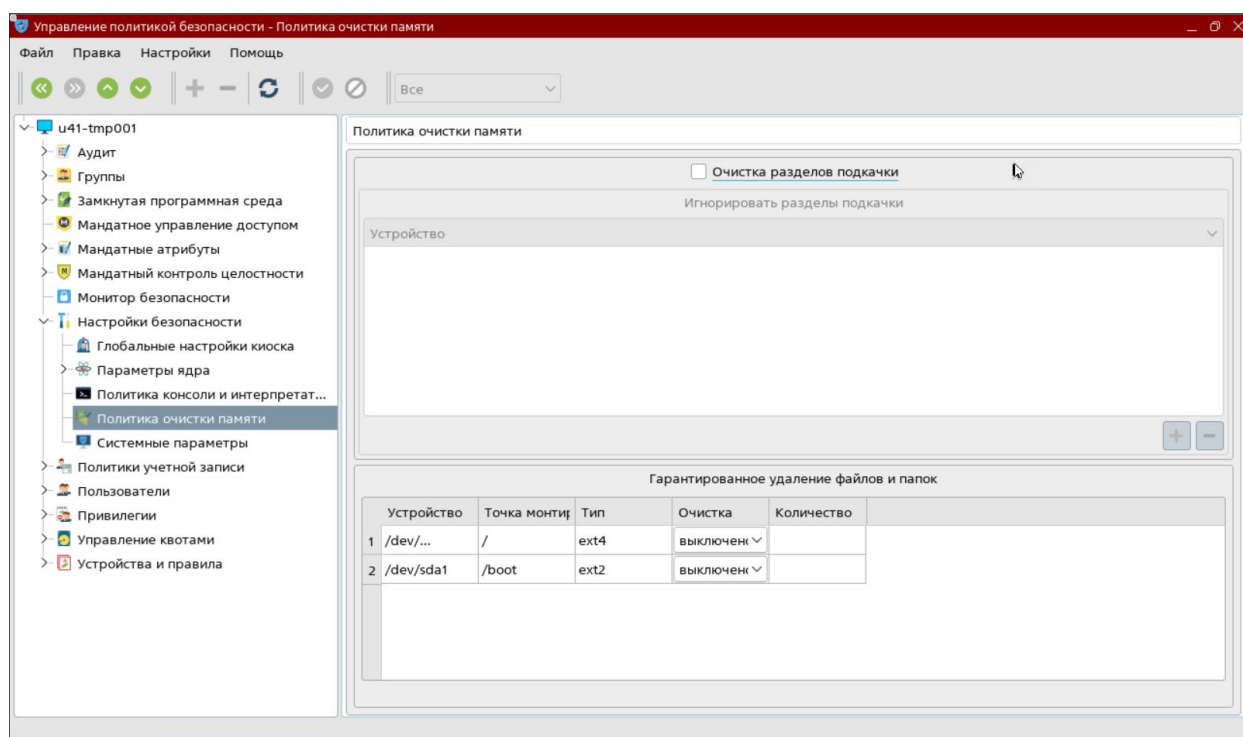 Управление политикой безопасности - Политика очистки памяти
Файл Правка Настройки Помощь
Все
u41-tmp001
Аудит
Группы
Замкнутая программная среда
Мандатное управление доступом
Мандатные атрибуты
Мандатный контроль целостности
Монитор безопасности
Настройки безопасности
Глобальные настройки киоска
Параметры ядра
Политика консоли и интерпретат...
Политика очистки памяти
Системные параметры
Политики учетной записи
Пользователи
Привилегии
Управление квотами
Устройства и правила
Политика очистки памяти
Очистка разделов подкачки
Игнорировать разделы подкачки
Устройство
Гарантированное удаление файлов и папок
Устройство Точка монтир Тип Очистка Количество
1 /dev/... / ext4 выключен
2 /dev/sda1 /boot ext2 выключен